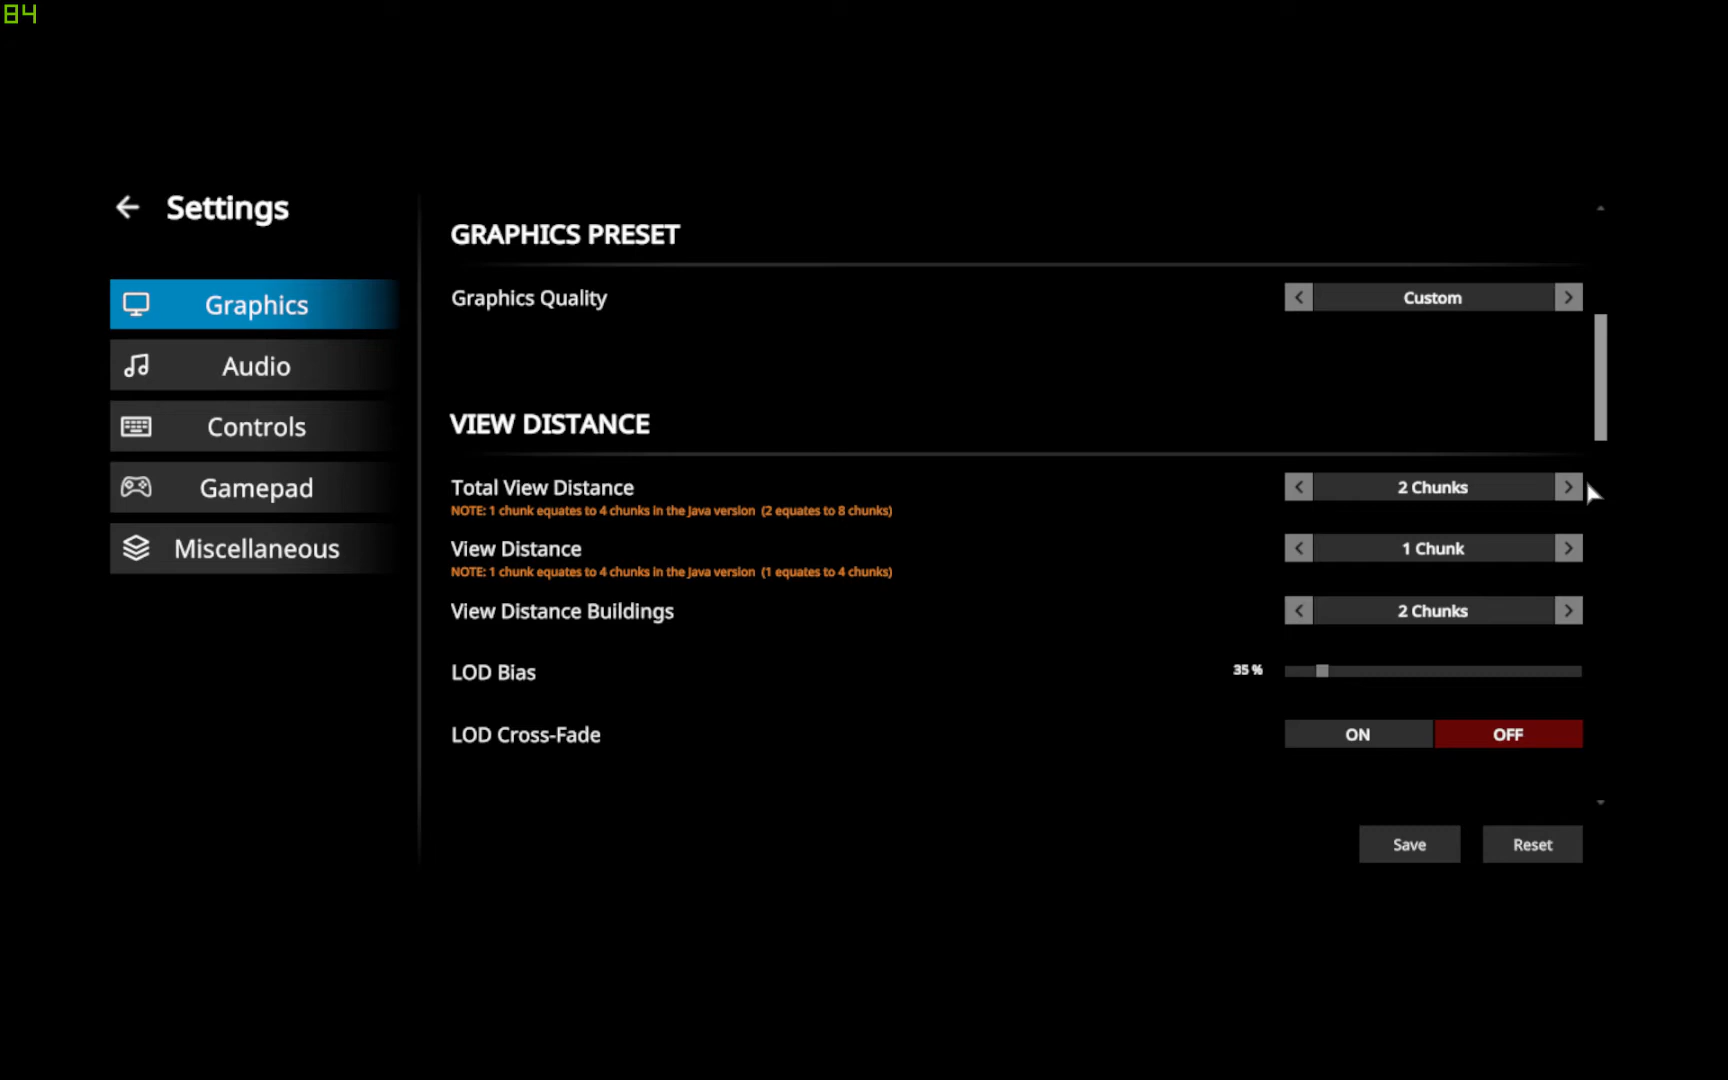 84
Settings
Graphics
Audio
Controls
Gamepad
Miscellaneous
GRAPHICS PRESET
Graphics Quality
Custom
VIEW DISTANCE
Total View Distance
2 Chunks
NOTE: 1 chunk equates to 4 chunks in the Java version (2 equates to 8 chunks)
View Distance
1 Chunk
NOTE: 1 chunk equates to 4 chunks in the Java version (1 equates to 4 chunks)
View Distance Buildings
2 Chunks
LOD Bias
35 %
LOD Cross-Fade
ON OFF
Save Reset